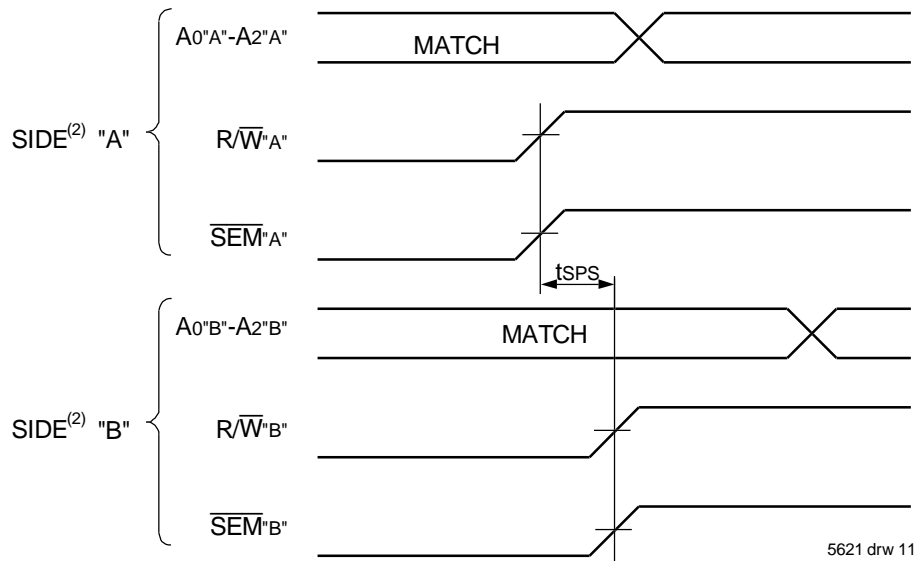 A0"A"-A2"A"
MATCH
SIDE(2) "A"
R/W"A"
SEM"A"
tSPS
A0"B"-A2"B"
MATCH
SIDE(2) "B"
R/W"B"
SEM"B"
5621 drw 11